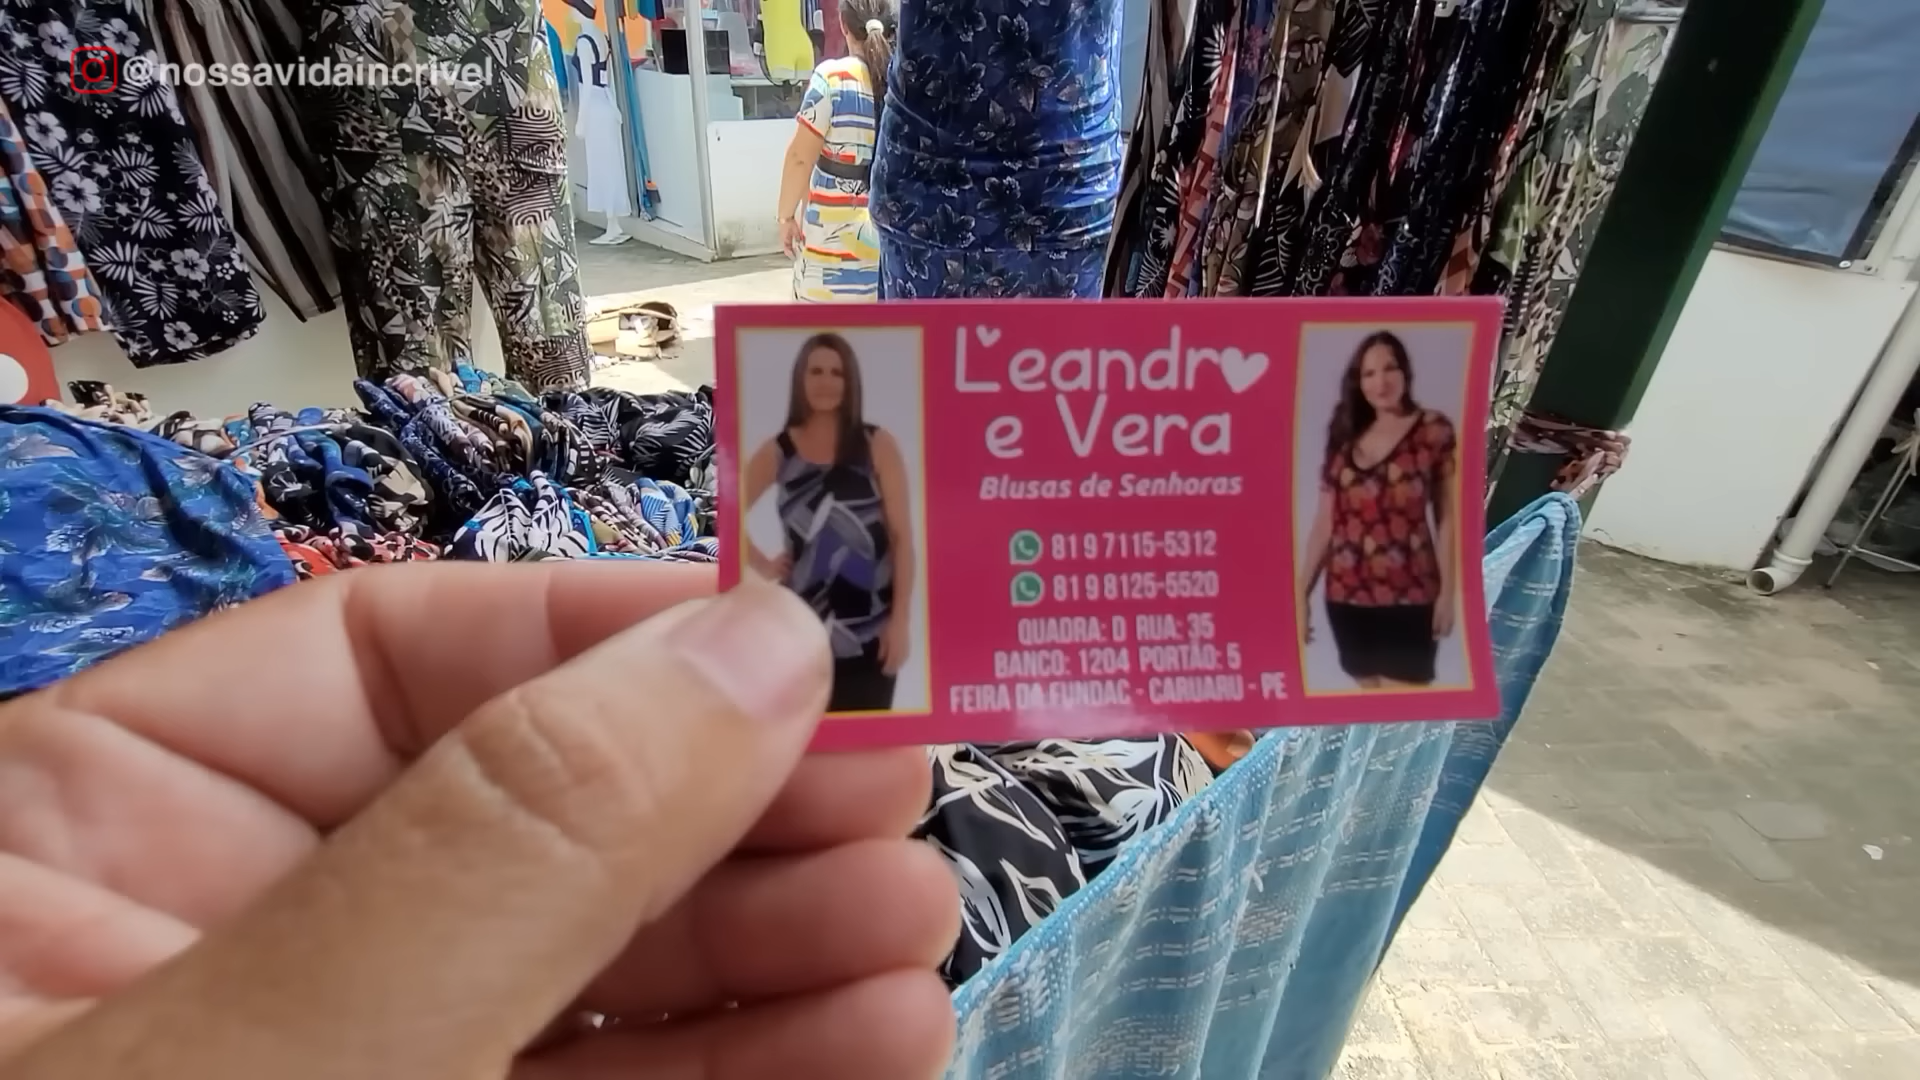 @nossavidaincrivel
Leandro
e Vera
Blusas de Senhoras
81 9 7115-5312
81 9 8125-5520
QUADRA: D RUA: 35
BANCO: 1204 PORTÃO: 5
FEIRA DA FUNDAC - CARUARU - PE